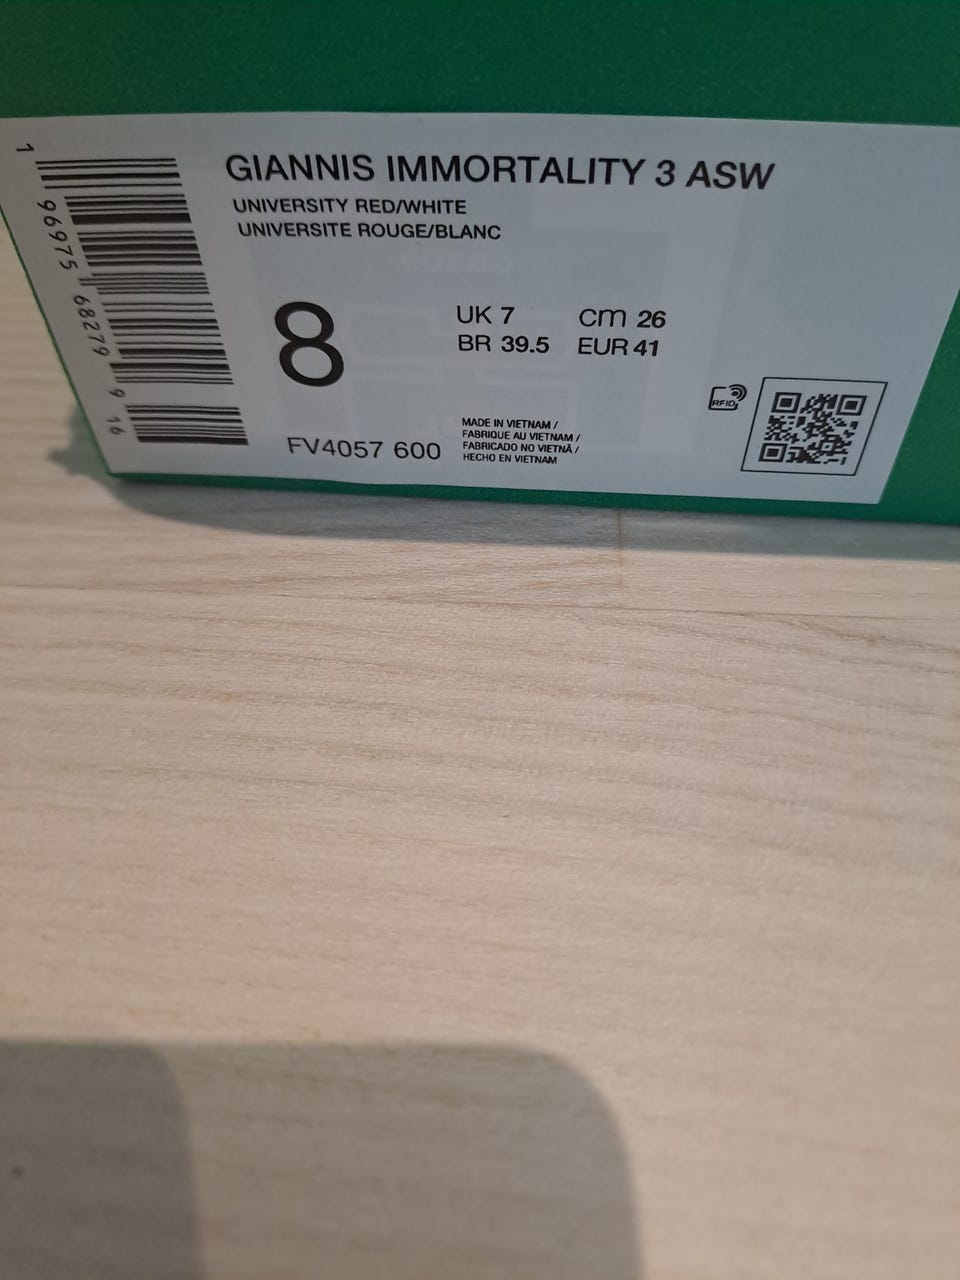 GIANNIS IMMORTALITY 3 ASW
UNIVERSITY RED/WHITE
UNIVERSITE ROUGE/BLANC
8
UK 7 cm 26
BR 39.5 EUR 41
RFID
FV4057 600
MADE IN VIETNAM /
FABRIQUE AU VIETNAM /
FABRICADO NO VIETNÃ /
HECHO EN VIETNAM
1 96975 68279 9 16